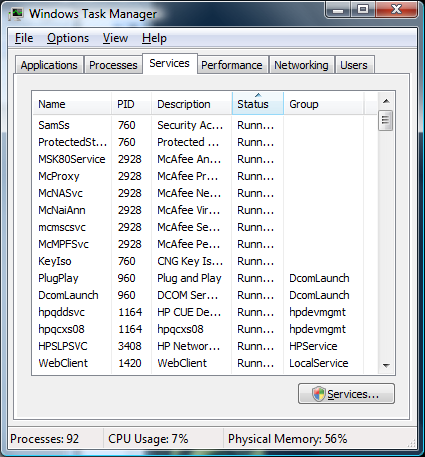 Windows Task Manager
File Options View Help
Applications Processes Services Performance Networking Users
Name PID Description Status Group
SamSs 760 Security Ac... Runn...
ProtectedSt... 760 Protected ... Runn...
MSK80Service 2928 McAfee An... Runn...
McProxy 2928 McAfee Pr... Runn...
McNASvc 2928 McAfee Ne... Runn...
McNaiAnn 2928 McAfee Vir... Runn...
mcmscsvc 2928 McAfee Se... Runn...
McMPFSvc 2928 McAfee Pe... Runn...
KeyIso 760 CNG Key Is... Runn...
PlugPlay 960 Plug and Play Runn... DcomLaunch
DcomLaunch 960 DCOM Ser... Runn... DcomLaunch
hpqddsvc 1164 HP CUE De... Runn... hpdevmgmt
hpqcxs08 1164 hpqcxs08 Runn... hpdevmgmt
HPSLPSVC 3408 HP Networ... Runn... HPService
WebClient 1420 WebClient Runn... LocalService
Services...
Processes: 92 CPU Usage: 7% Physical Memory: 56%